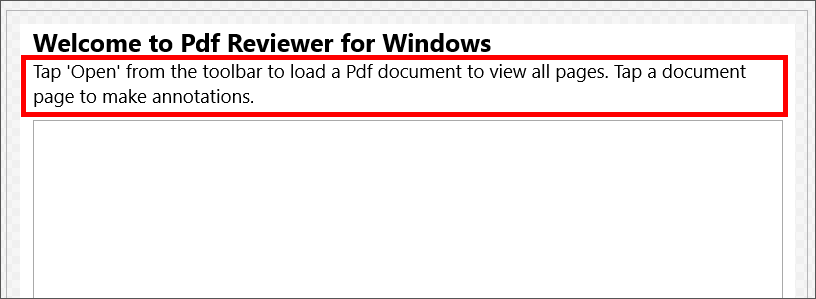 Welcome to Pdf Reviewer for Windows
Tap 'Open' from the toolbar to load a Pdf document to view all pages. Tap a document
page to make annotations.